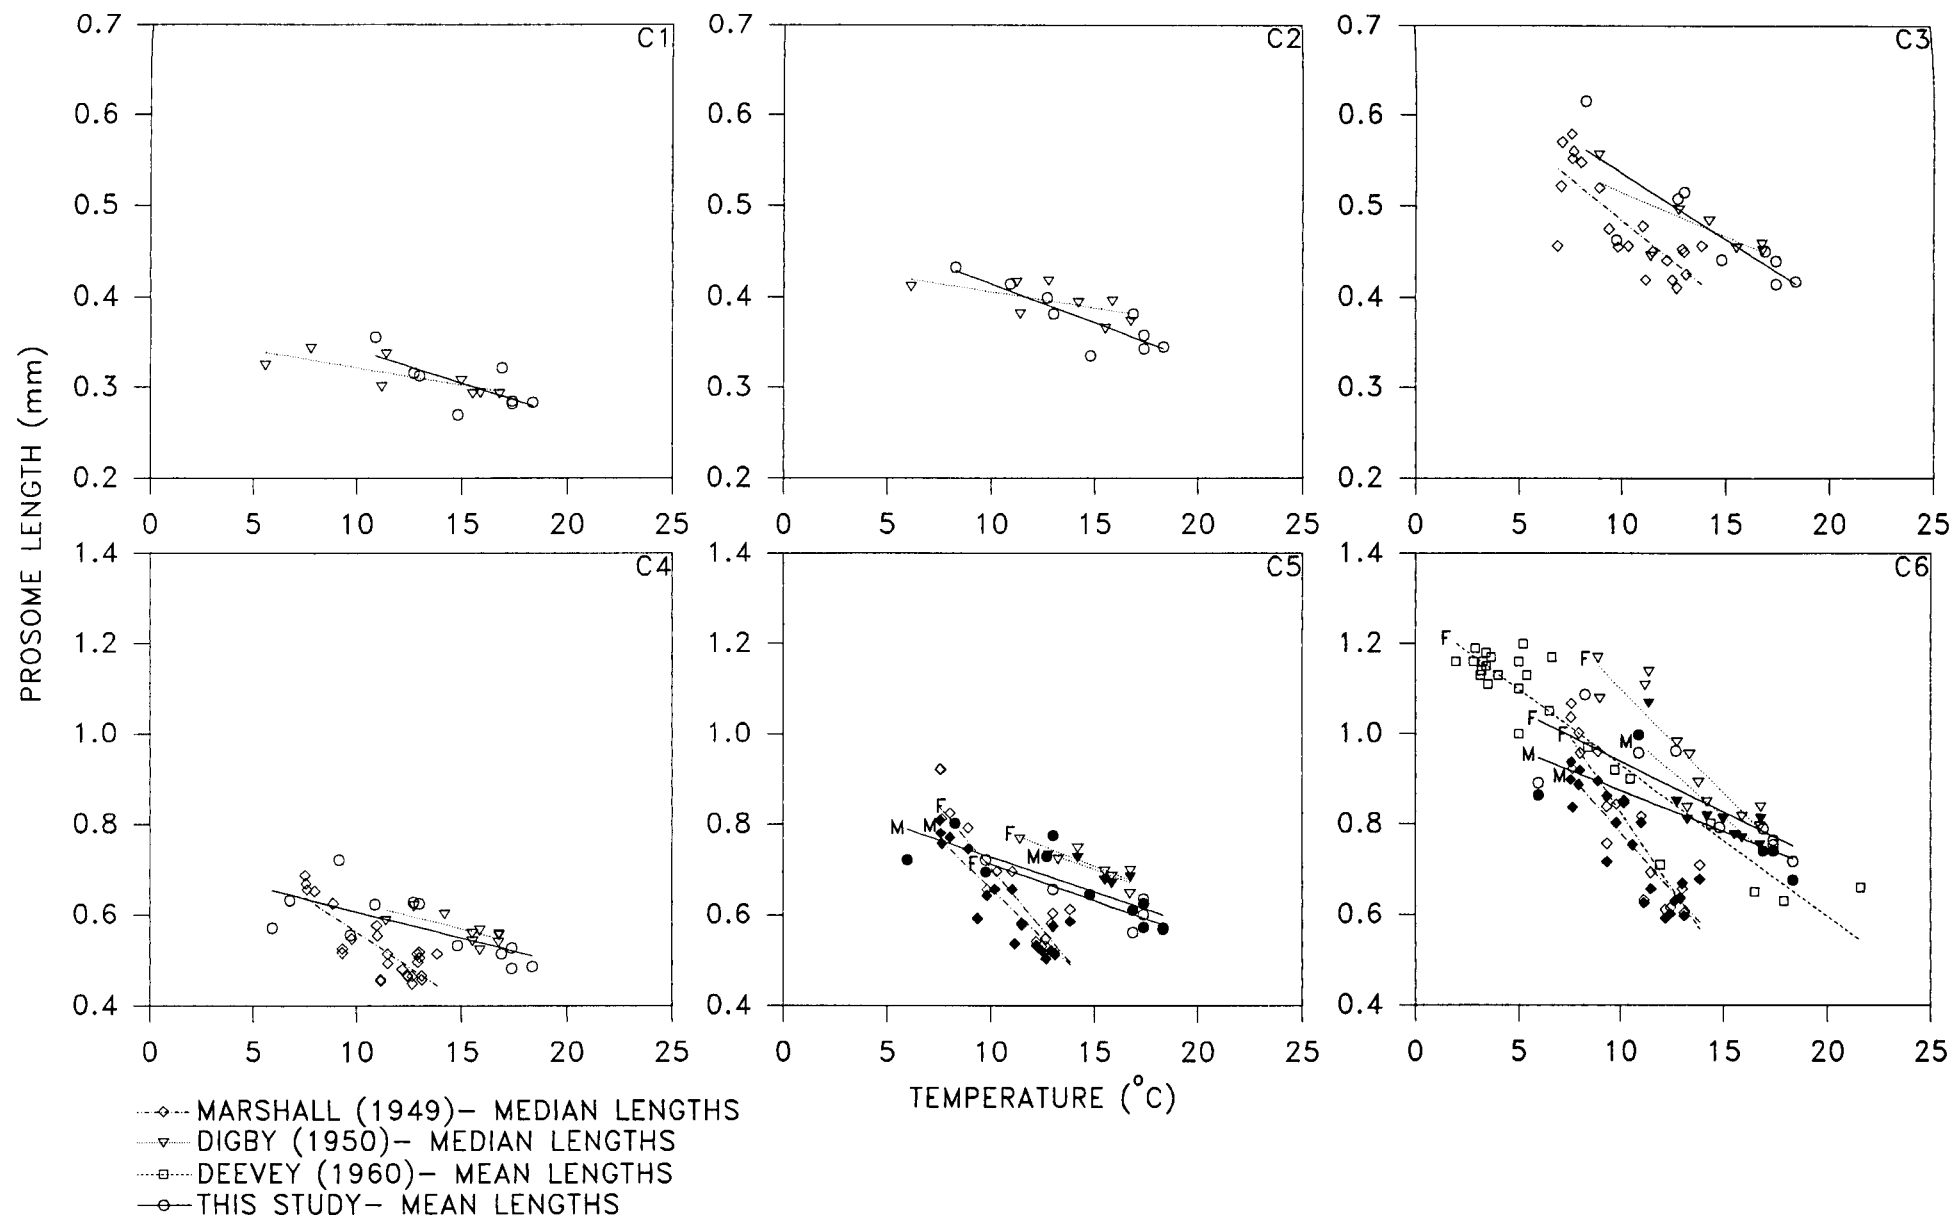 0.7
0.6
0.5
0.4
0.3
0.2
0 5 10 15 20 25
C1
0.7
0.6
0.5
0.4
0.3
0.2
0 5 10 15 20 25
C2
0.7
0.6
0.5
0.4
0.3
0.2
0 5 10 15 20 25
C3
PROSOME LENGTH (mm)
1.4
1.2
1.0
0.8
0.6
0.4
0 5 10 15 20 25
C4
1.4
1.2
1.0
0.8
0.6
0.4
0 5 10 15 20 25
C5
F
M
M
F
F
M
1.4
1.2
1.0
0.8
0.6
0.4
0 5 10 15 20 25
C6
F
F
F
F
M
M
M
TEMPERATURE (°C)
MARSHALL (1949)– MEDIAN LENGTHS
DIGBY (1950)– MEDIAN LENGTHS
DEEVEY (1960)– MEAN LENGTHS
THIS STUDY– MEAN LENGTHS